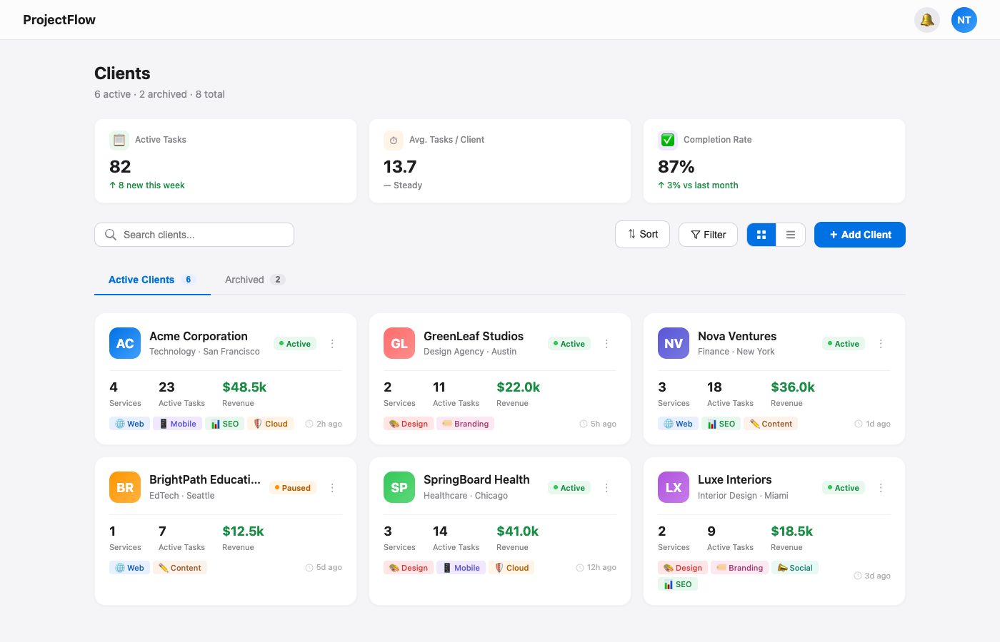 ProjectFlow
NT
Clients
6 active · 2 archived · 8 total
Active Tasks
82
↑ 8 new this week
Avg. Tasks / Client
13.7
— Steady
Completion Rate
87%
↑ 3% vs last month
Search clients...
Sort
Filter
+ Add Client
Active Clients 6
Archived 2
AC
Acme Corporation
Technology · San Francisco
Active
4 23 $48.5k
Services Active Tasks Revenue
Web Mobile SEO Cloud 2h ago
GL
GreenLeaf Studios
Design Agency · Austin
Active
2 11 $22.0k
Services Active Tasks Revenue
Design Branding 5h ago
NV
Nova Ventures
Finance · New York
Active
3 18 $36.0k
Services Active Tasks Revenue
Web SEO Content 1d ago
BR
BrightPath Educati...
EdTech · Seattle
Paused
1 7 $12.5k
Services Active Tasks Revenue
Web Content 5d ago
SP
SpringBoard Health
Healthcare · Chicago
Active
3 14 $41.0k
Services Active Tasks Revenue
Design Mobile Cloud 12h ago
LX
Luxe Interiors
Interior Design · Miami
Active
2 9 $18.5k
Services Active Tasks Revenue
Design Branding Social
SEO
3d ago